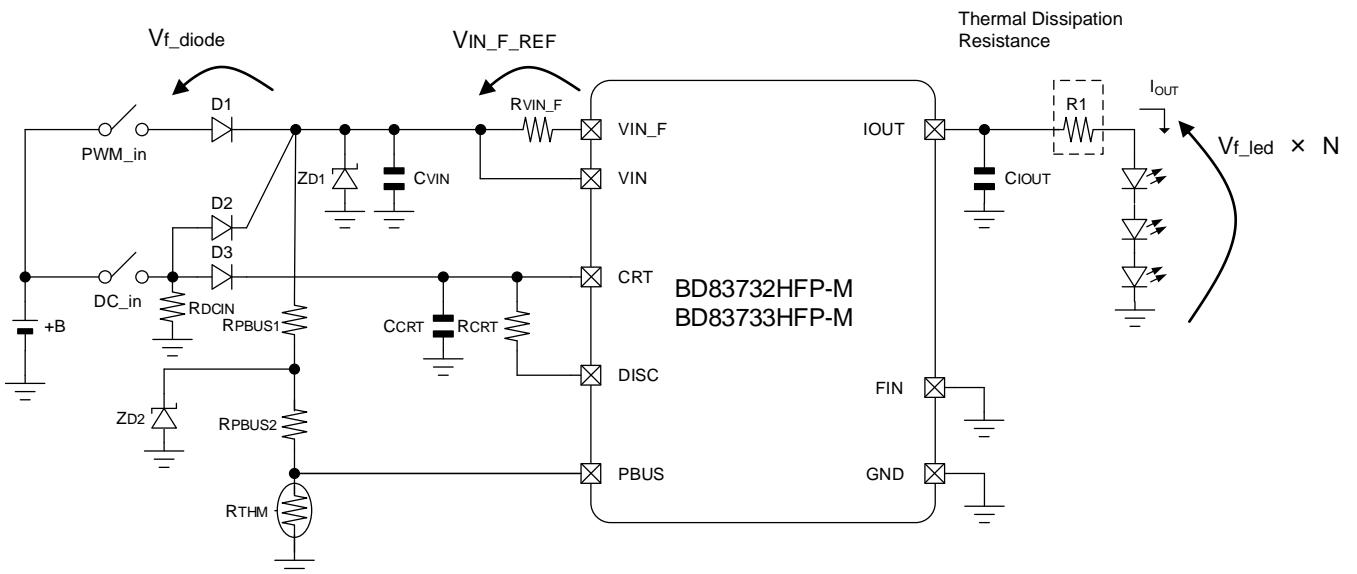 Thermal Dissipation
Resistance
Vf_diode
VIN_F_REF
D1
RVIN_F
R1
IOUT
PWM_in
VIN_F
IOUT
Vf_led × N
ZD1
CVIN
VIN
CIOUT
D2
D3
CRT
DC_in
RDCIN
BD83732HFP-M
BD83733HFP-M
+B
RPBUS1
CCRT
RCRT
DISC
FIN
ZD2
RPBUS2
PBUS
GND
RTHM